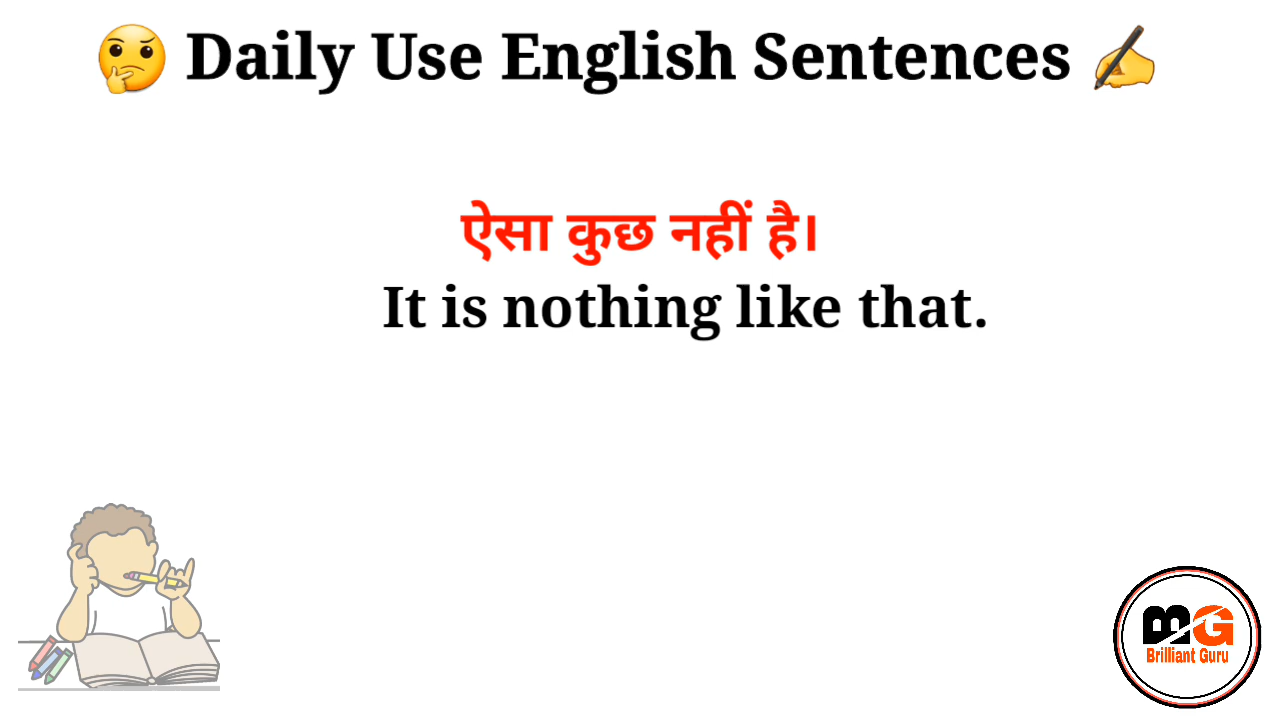 🤔 Daily Use English Sentences ✍
ऐसा कुछ नहीं है।
It is nothing like that.
BG
Brilliant Guru